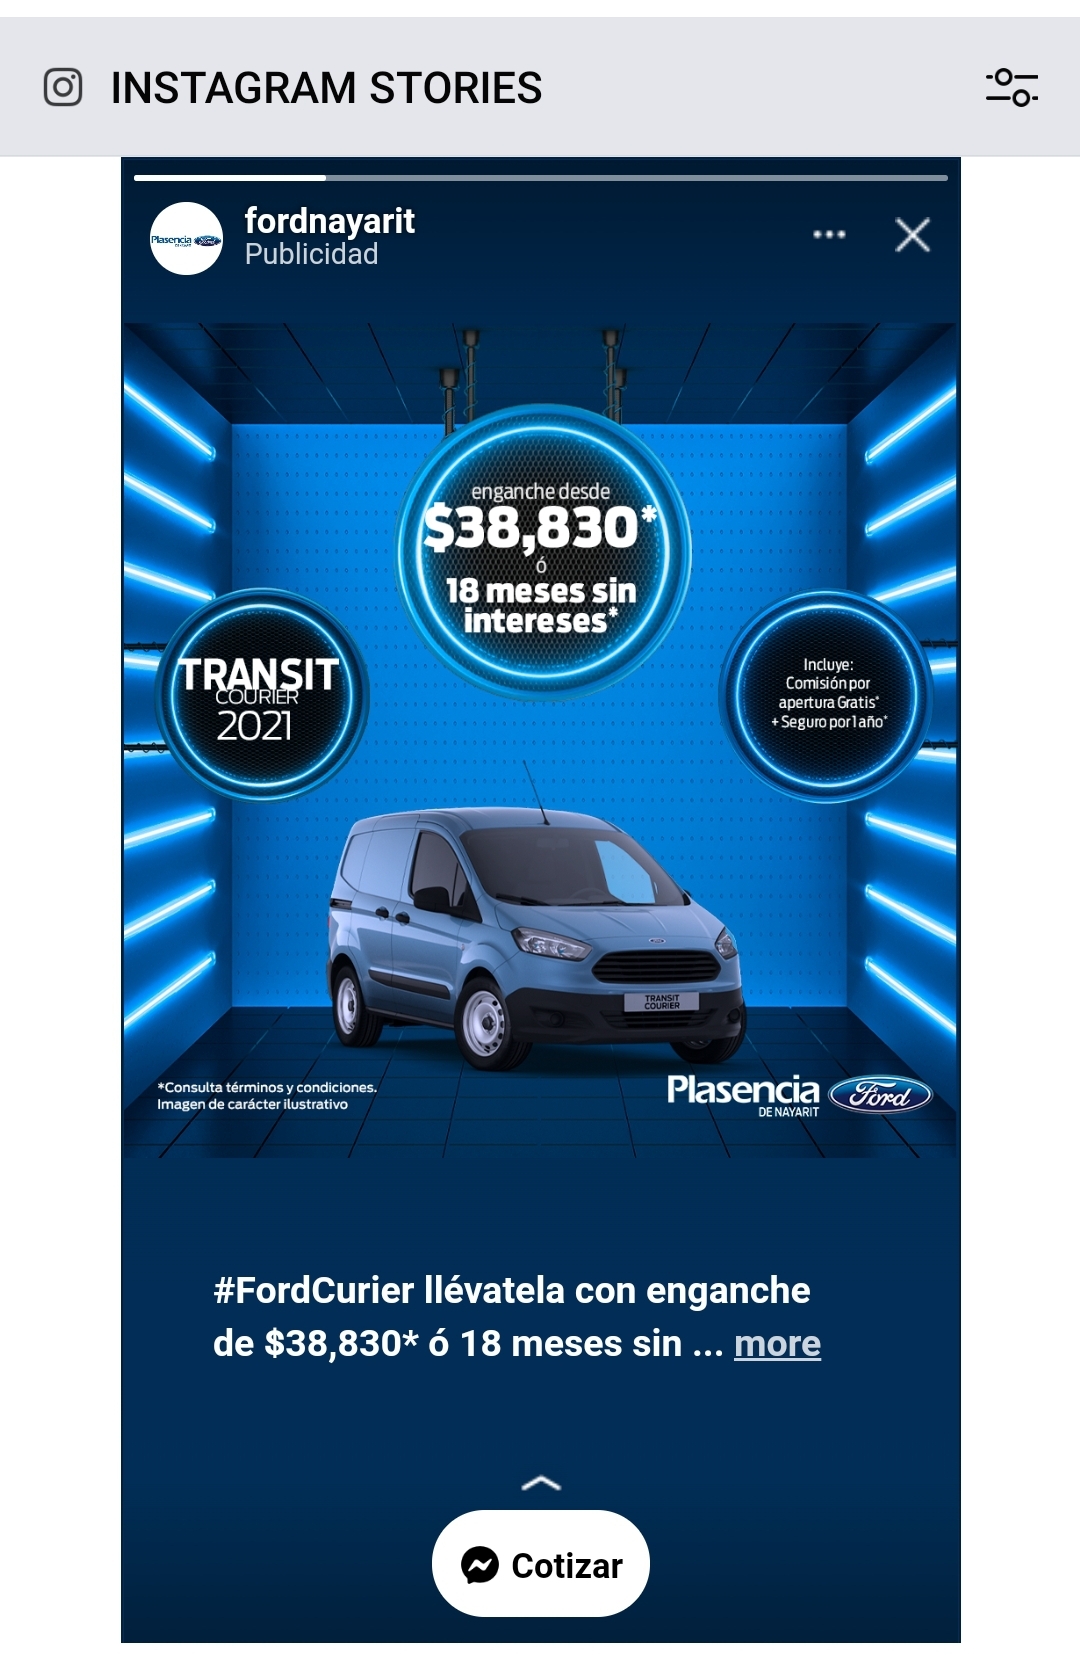 INSTAGRAM STORIES
fordnayarit
Publicidad
enganche desde
$38,830*
ó
18 meses sin
intereses*
TRANSIT
COURIER
2021
Incluye:
Comisión por
apertura Gratis*
+ Seguro por 1 año*
TRANSIT
COURIER
*Consulta términos y condiciones.
Imagen de carácter ilustrativo
Plasencia
DE NAYARIT
Ford
#FordCurier llévatela con enganche
de $38,830* ó 18 meses sin ... more
Cotizar